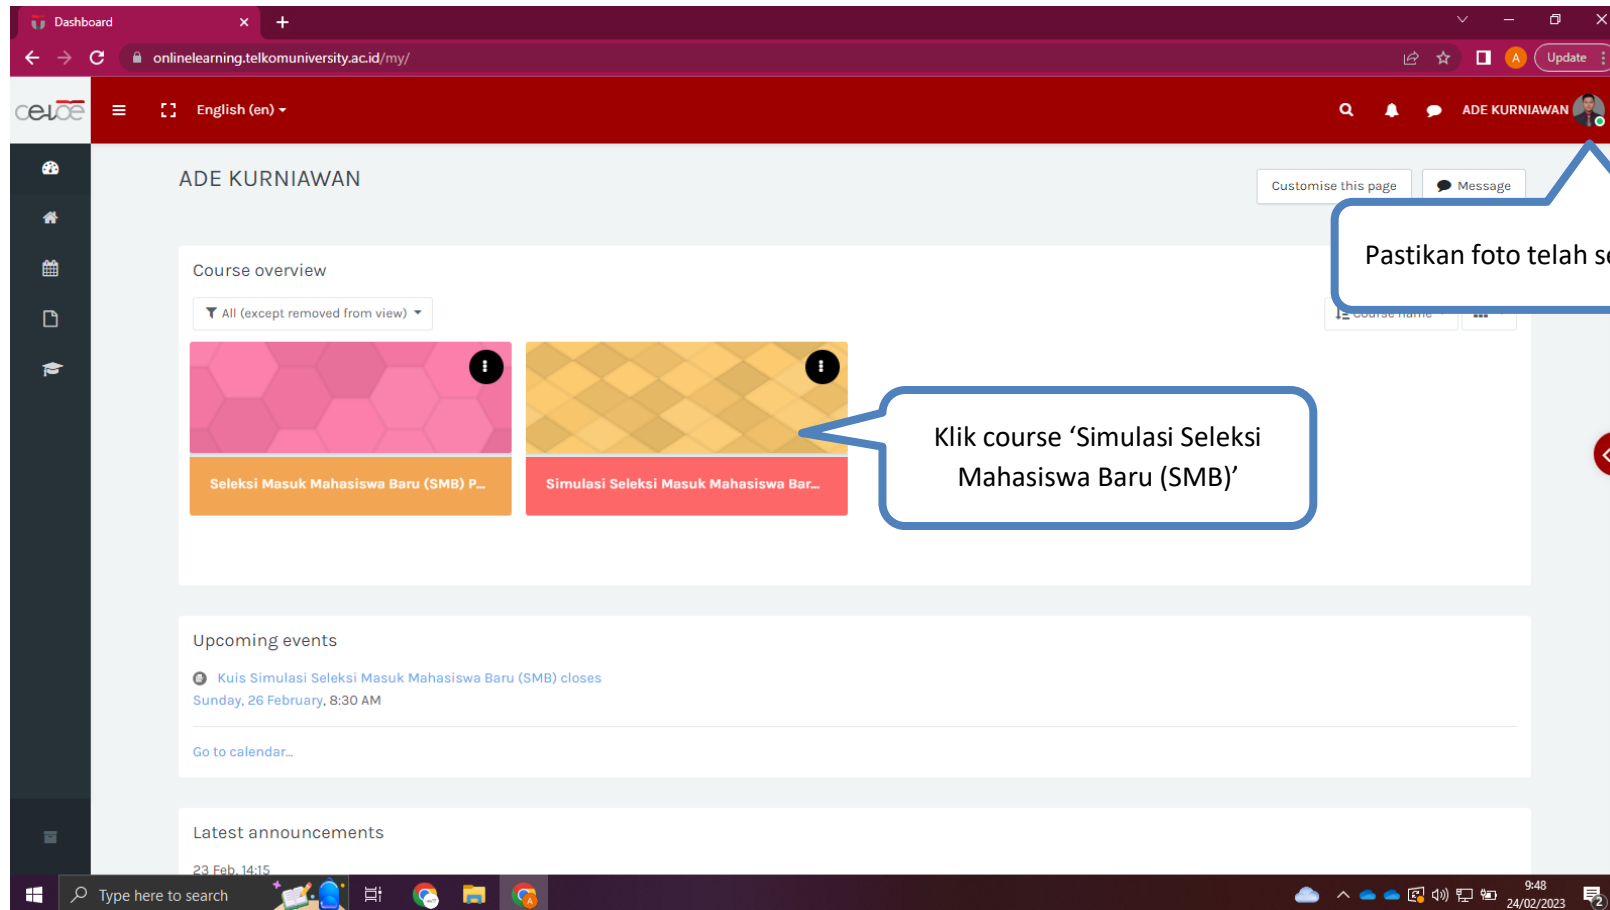 Dashboard
onlinelearning.telkomuniversity.ac.id/my/
A
Update
celoe
English (en)
ADE KURNIAWAN
ADE KURNIAWAN
Customise this page
Message
Pastikan foto telah
Course overview
All (except removed from view)
Course name
Klik course ‘Simulasi Seleksi
Mahasiswa Baru (SMB)’
Seleksi Masuk Mahasiswa Baru (SMB) P...
Simulasi Seleksi Masuk Mahasiswa Bar...
Upcoming events
Kuis Simulasi Seleksi Masuk Mahasiswa Baru (SMB) closes
Sunday, 26 February, 8:30 AM
Go to calendar...
Latest announcements
23 Feb, 14:15
Type here to search
9:48
24/02/2023
2